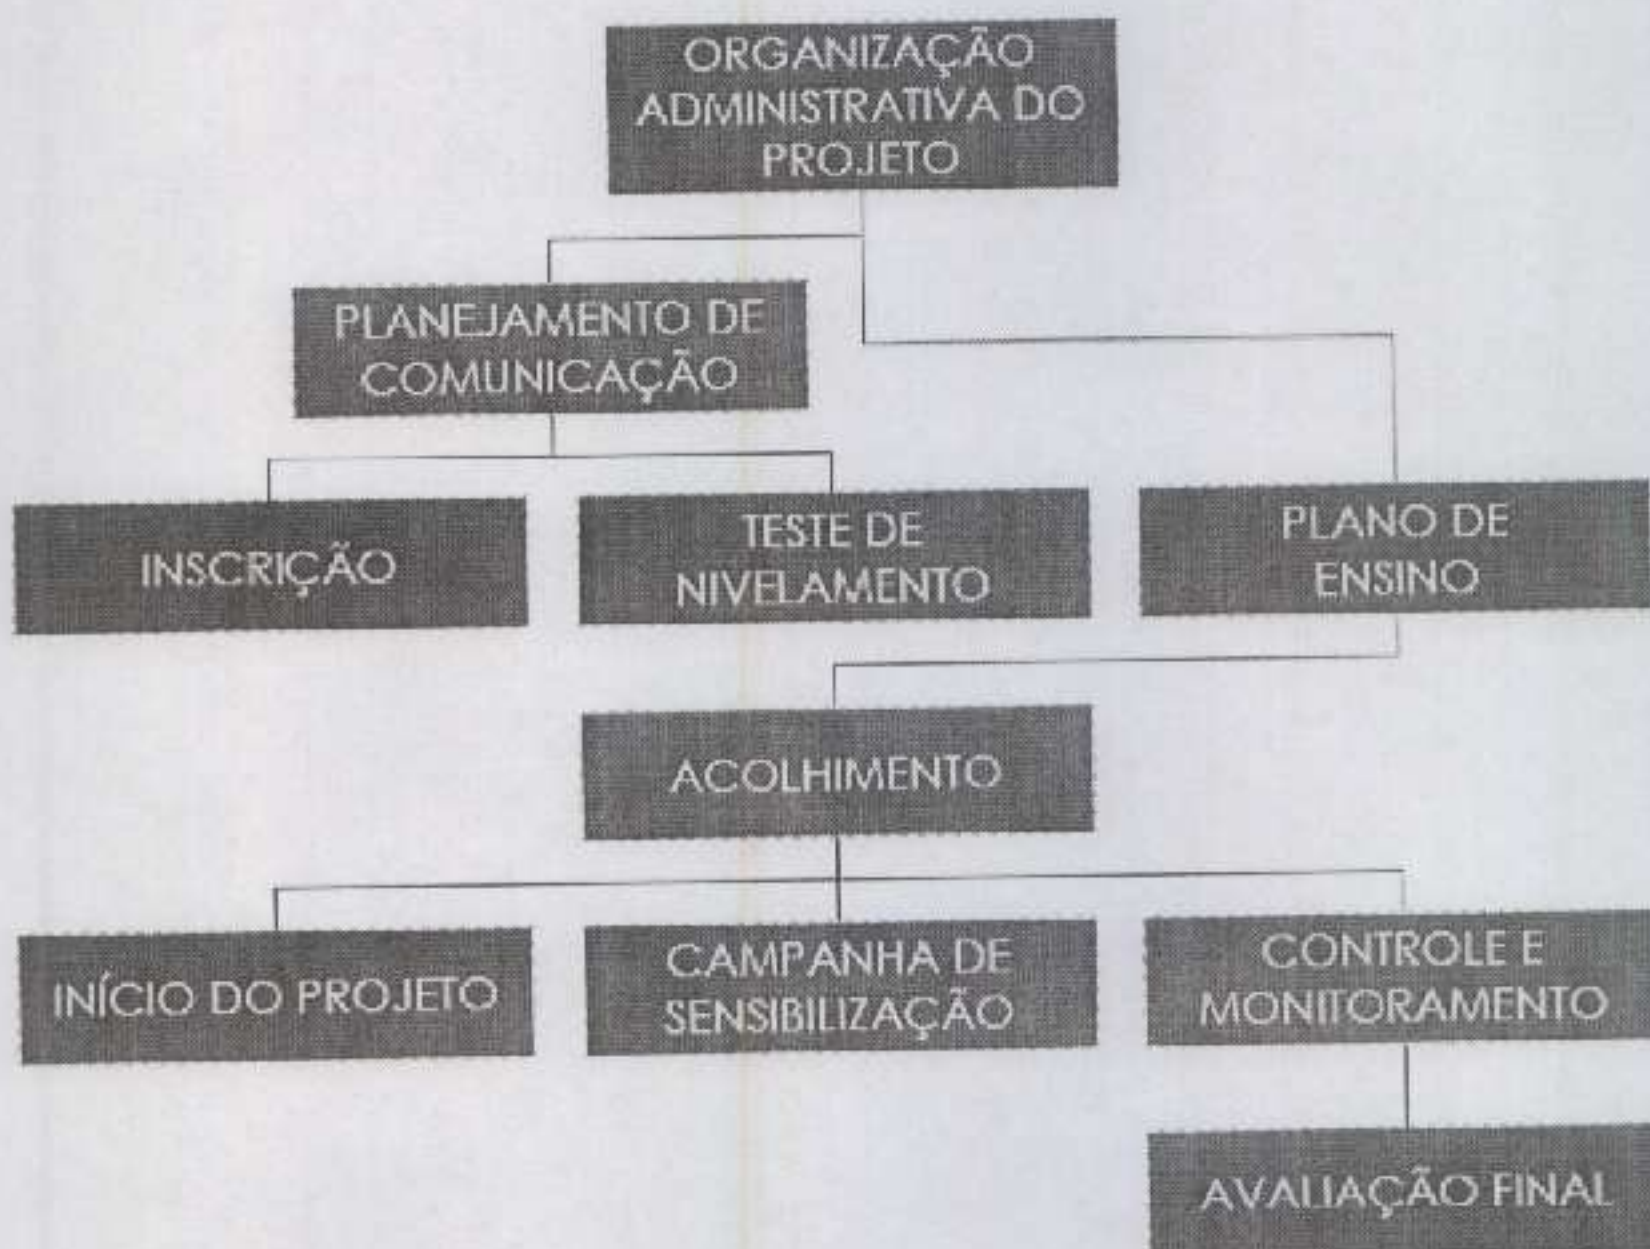 ORGANIZAÇÃO
ADMINISTRATIVA DO
PROJETO
PLANEJAMENTO DE
COMUNICAÇÃO
INSCRIÇÃO
TESTE DE
NIVELAMENTO
PLANO DE
ENSINO
ACOLHIMENTO
INÍCIO DO PROJETO
CAMPANHA DE
SENSIBILIZAÇÃO
CONTROLE E
MONITORAMENTO
AVALIAÇÃO FINAL